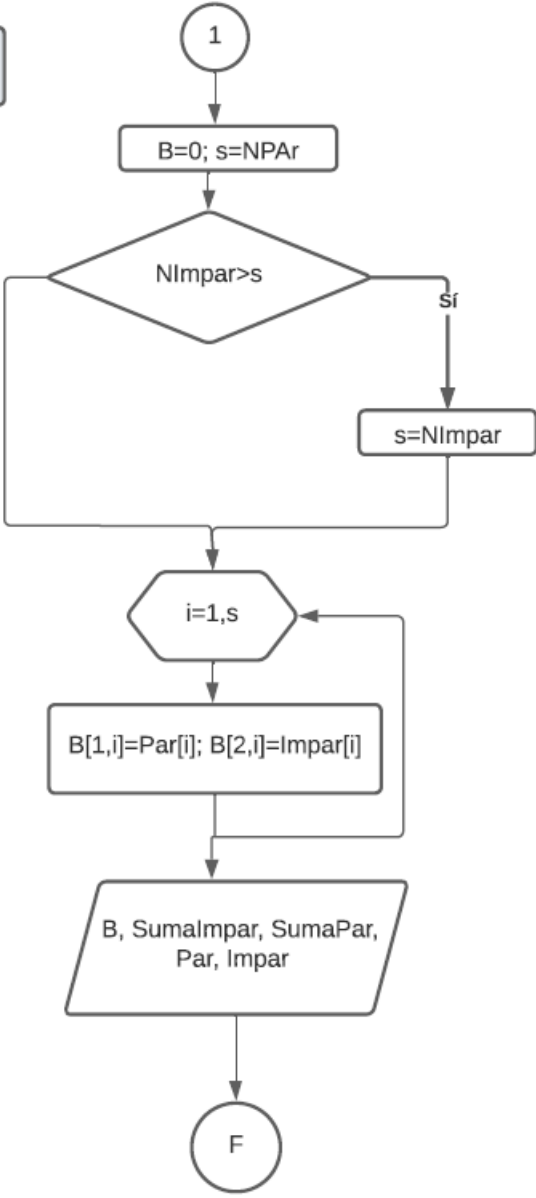 1
B=0; s=NPAr
NImpar>s
Sí
s=NImpar
i=1,s
B[1,i]=Par[i]; B[2,i]=Impar[i]
B, SumaImpar, SumaPar,
Par, Impar
F